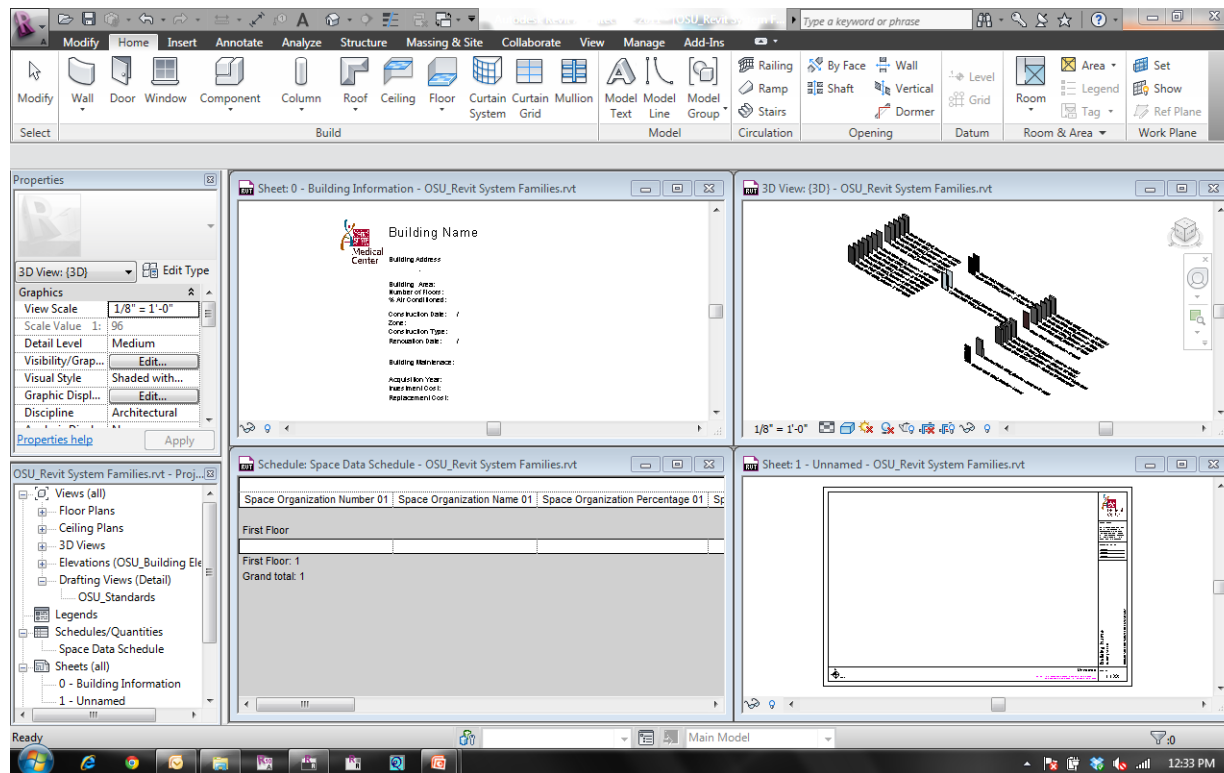 Type a keyword or phrase
Modify Home Insert Annotate Analyze Structure Massing & Site Collaborate View Manage Add-Ins
Modify Wall Door Window Component Column Roof Ceiling Floor Curtain System Curtain Grid Mullion Model Text Model Line Model Group
Railing By Face Wall Level Room Area Set
Ramp Shaft Vertical Grid Legend Show
Stairs Dormer Tag Ref Plane
Select Build Model Circulation Opening Datum Room & Area Work Plane
Properties
3D View: {3D} Edit Type
Graphics
View Scale 1/8" = 1'-0"
Scale Value 1: 96
Detail Level Medium
Visibility/Grap... Edit...
Visual Style Shaded with...
Graphic Displ... Edit...
Discipline Architectural
Properties help Apply
Sheet: 0 - Building Information - OSU_Revit System Families.rvt
Medical
Center
Building Name
Building Address
Building Area:
Number of Floors:
% Air Conditioned:
Construction Date: /
Zone:
Construction Type:
Renovation Date: /
Building Maintenace:
Acquisition Year:
Investment Cost:
Replacement Cost:
3D View: {3D} - OSU_Revit System Families.rvt
1/8" = 1'-0"
OSU_Revit System Families.rvt - Proj...
Views (all)
Floor Plans
Ceiling Plans
3D Views
Elevations (OSU_Building Ele
Drafting Views (Detail)
OSU_Standards
Legends
Schedules/Quantities
Space Data Schedule
Sheets (all)
0 - Building Information
1 - Unnamed
Schedule: Space Data Schedule - OSU_Revit System Families.rvt
Space Organization Number 01 Space Organization Name 01 Space Organization Percentage 01 Sp
First Floor
First Floor: 1
Grand total: 1
Sheet: 1 - Unnamed - OSU_Revit System Families.rvt
Building Name
Ready Main Model :0
12:33 PM